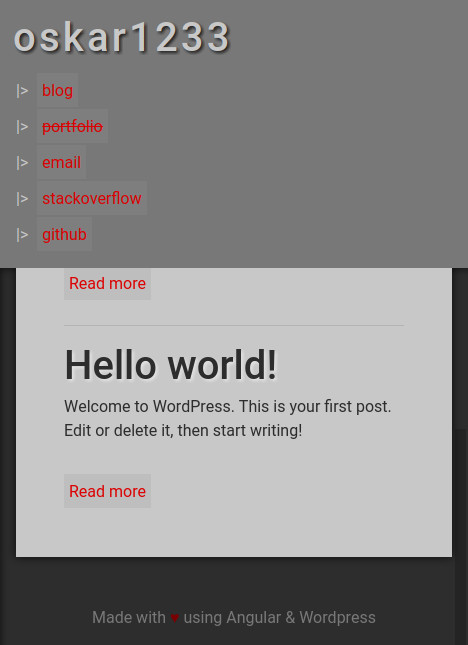 oskar1233
|> blog
|> portfolio
|> email
|> stackoverflow
|> github
Read more
Hello world!
Welcome to WordPress. This is your first post.
Edit or delete it, then start writing!
Read more
Made with ♥ using Angular & Wordpress